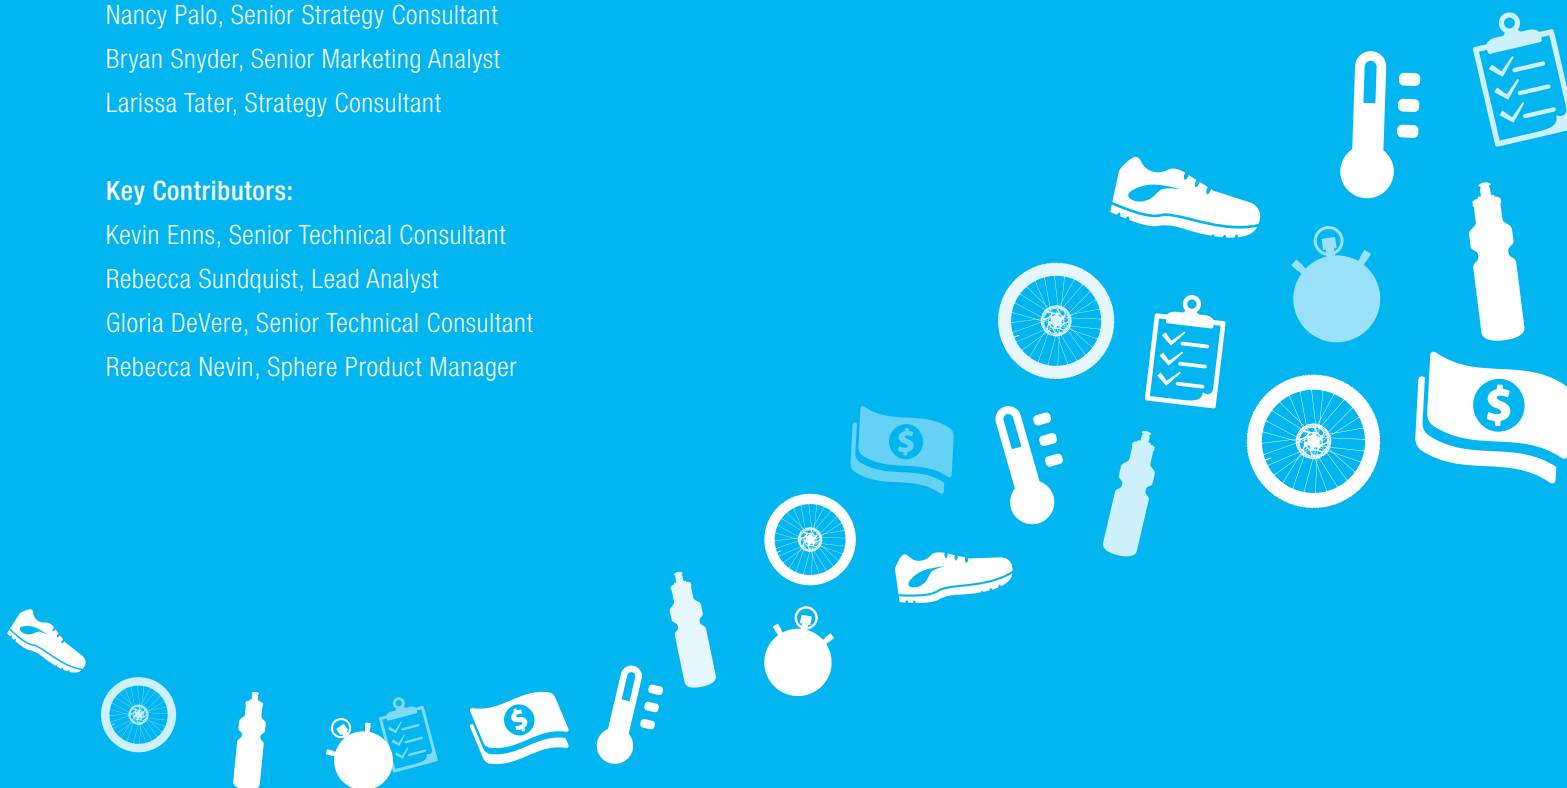 Nancy Palo, Senior Strategy Consultant
Bryan Snyder, Senior Marketing Analyst
Larissa Tater, Strategy Consultant
Key Contributors:
Kevin Enns, Senior Technical Consultant
Rebecca Sundquist, Lead Analyst
Gloria DeVere, Senior Technical Consultant
Rebecca Nevin, Sphere Product Manager
$
$
$